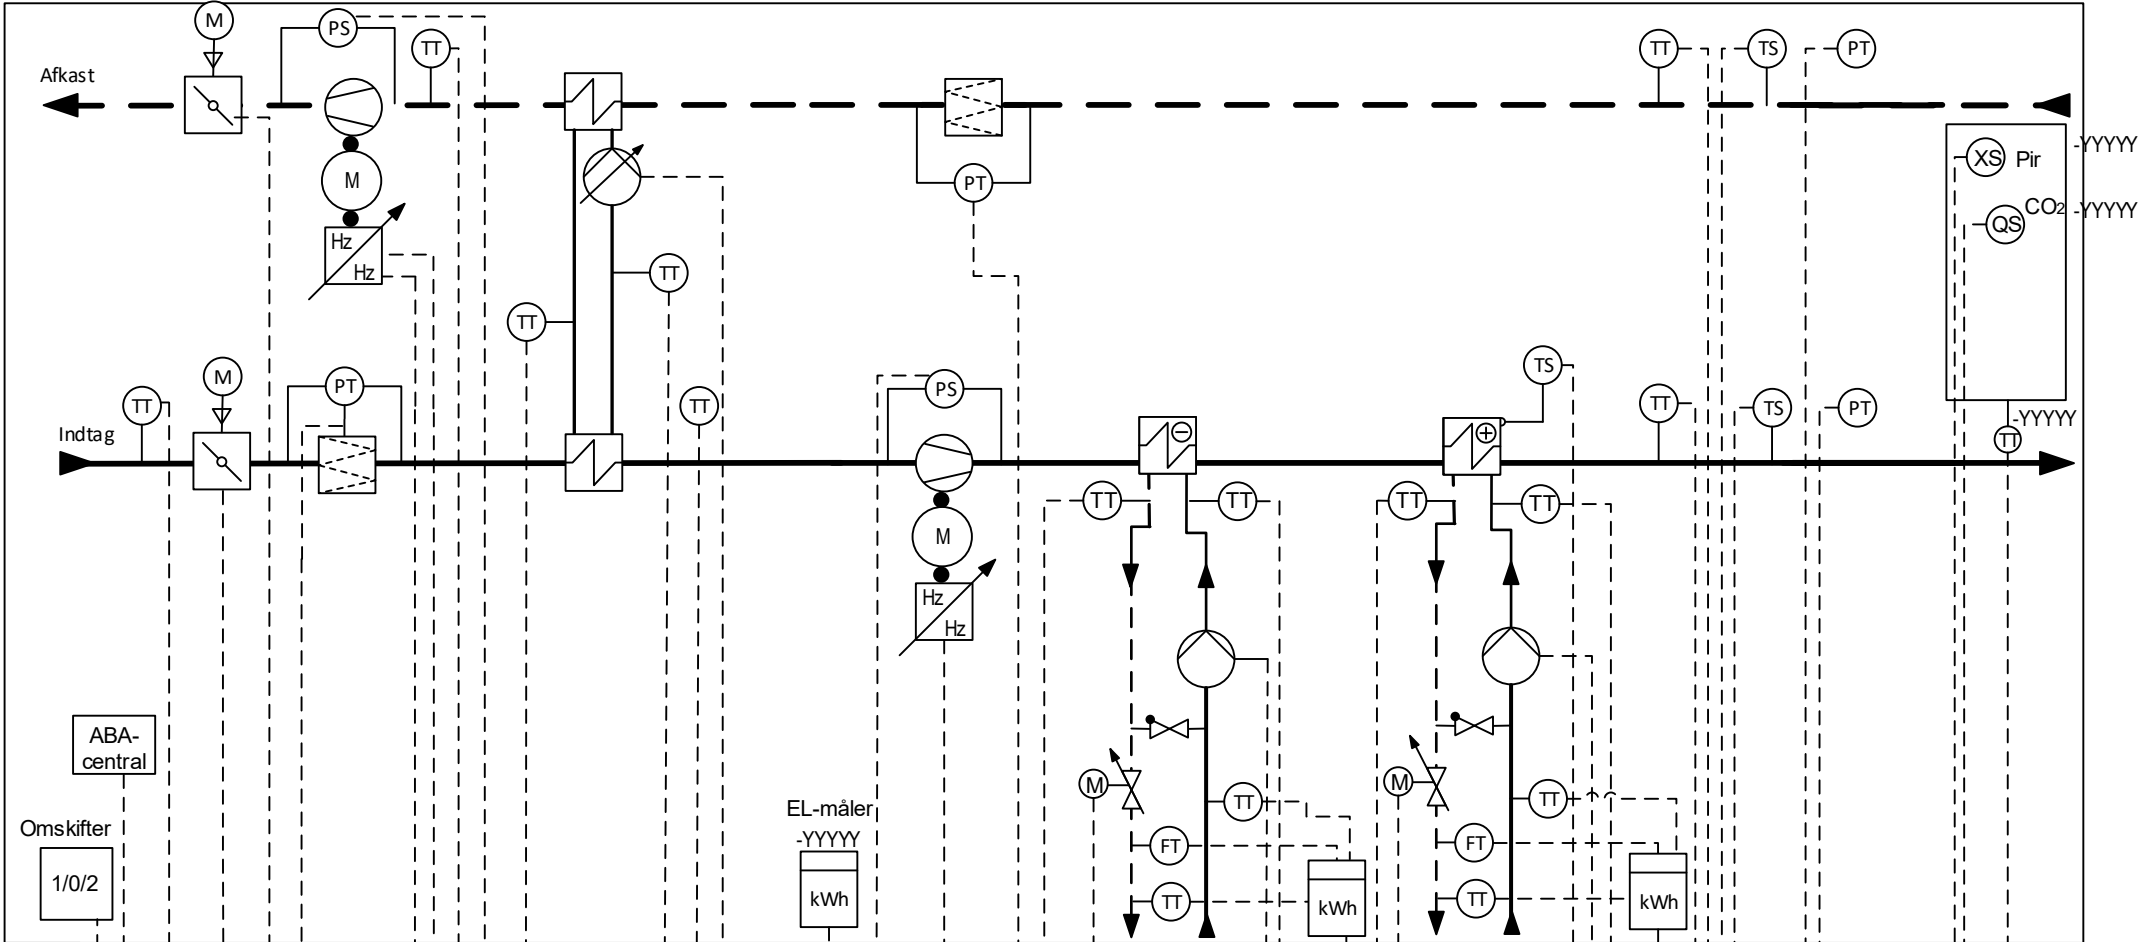 M
PS
TT
TT
TS
PT
Afkast
M
PT
XS Pir
-YYYYY
CO2
-YYYYY
QS
Hz
Hz
TT
TT
M
PT
TT
TT
PS
TS
TT
TS
PT
-YYYYY
TT
Indtag
TT
TT
TT
TT
M
Hz
Hz
ABA-
central
M
M
TT
TT
EL-måler
-YYYYY
Omskifter
FT
FT
1/0/2
kWh
TT
kWh
TT
kWh